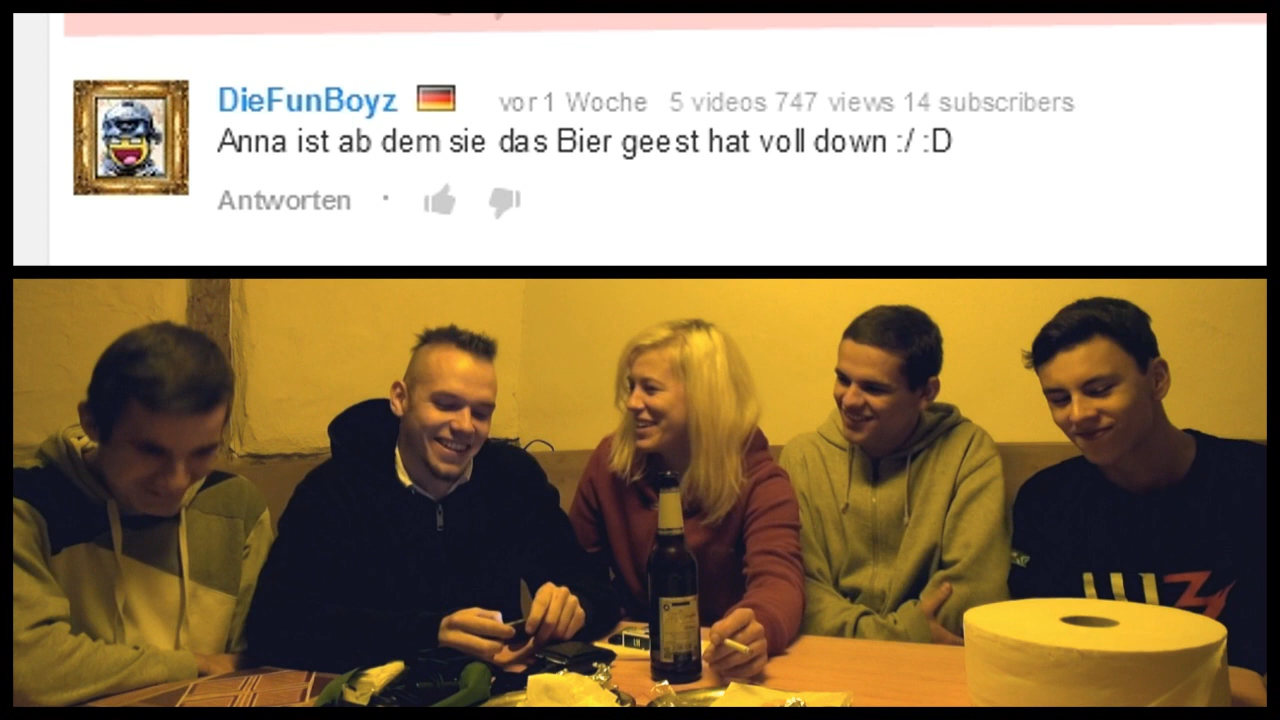 DieFunBoyz vor 1 Woche 5 videos 747 views 14 subscribers
Anna ist ab dem sie das Bier geest hat voll down :/ :D
Antworten ·